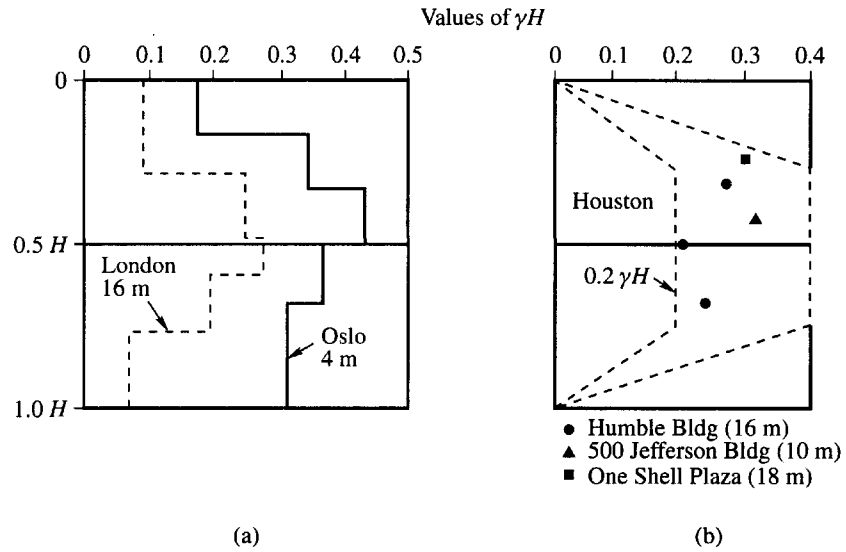 Values of γH
0 0.1 0.2 0.3 0.4 0.5
0 0.1 0.2 0.3 0.4
0
0.5 H
1.0 H
London
16 m
Oslo
4 m
Houston
0.2 γH
● Humble Bldg (16 m)
▲ 500 Jefferson Bldg (10 m)
■ One Shell Plaza (18 m)
(a)
(b)